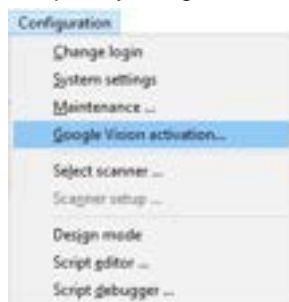 Configuration
Change login
System settings
Maintenance ...
Google Vision activation...
Select scanner ...
Scanner setup ...
Design mode
Script editor ...
Script debugger ...